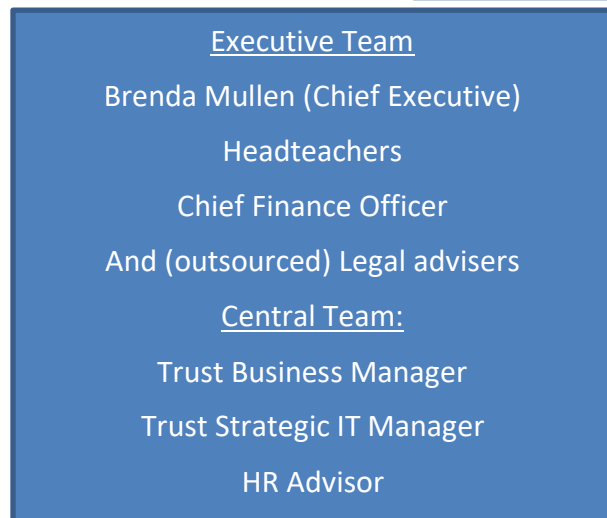 Executive Team
Brenda Mullen (Chief Executive)
Headteachers
Chief Finance Officer
And (outsourced) Legal advisers
Central Team:
Trust Business Manager
Trust Strategic IT Manager
HR Advisor